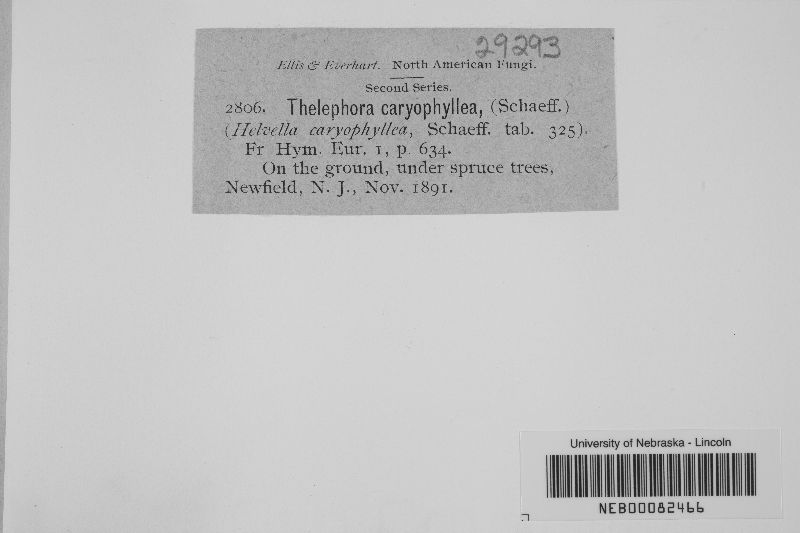 29293
Ellis & Everhart. North American Fungi.
Second Series.
2806. Thelephora caryophyllea, (Schaeff.)
(Helvella caryophyllea, Schaeff. tab. 325).
Fr Hym. Eur. 1, p. 634.
On the ground, under spruce trees,
Newfield, N. J., Nov. 1891.
University of Nebraska - Lincoln
NEB00082466